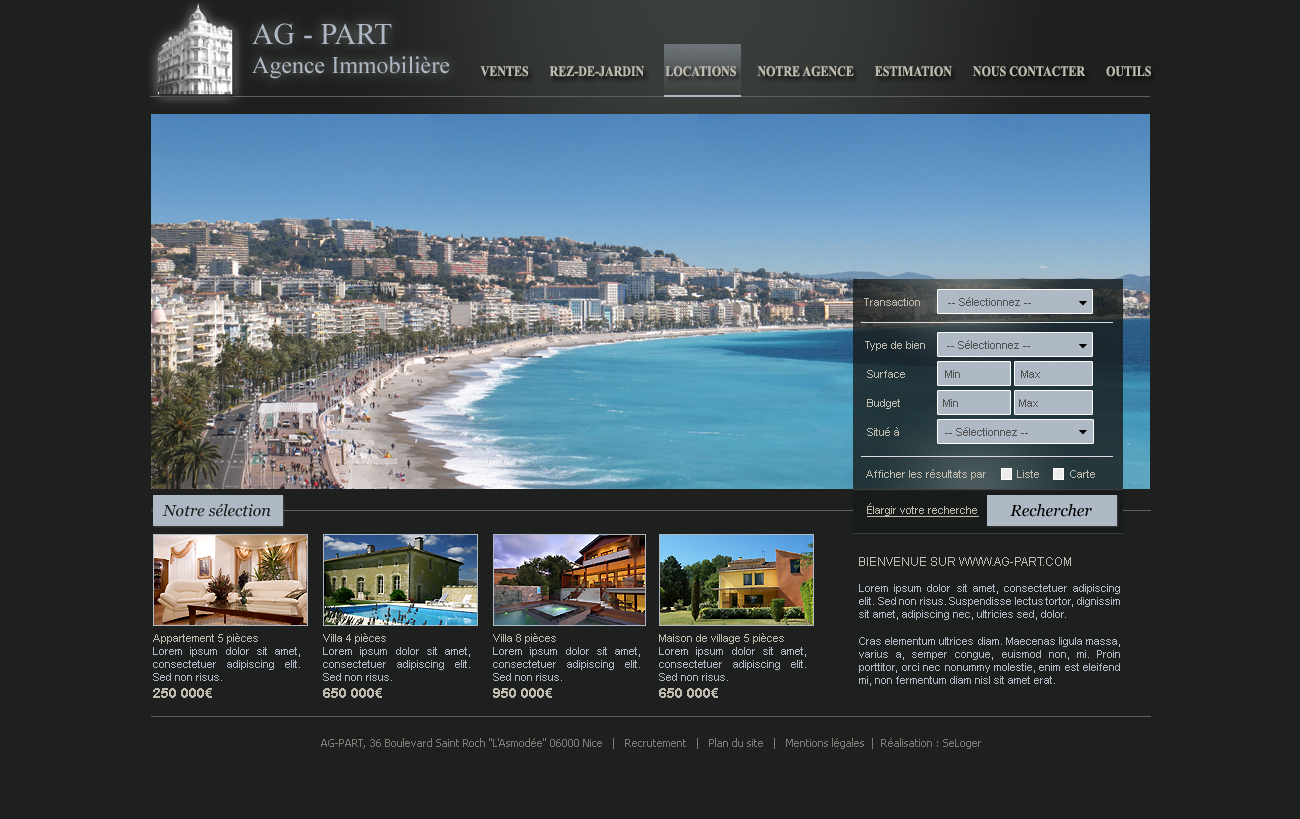 AG - PART
Agence Immobilière
VENTES
REZ-DE-JARDIN
LOCATIONS
NOTRE AGENCE
ESTIMATION
NOUS CONTACTER
OUTILS
Transaction
-- Sélectionnez --
Type de bien
-- Sélectionnez --
Surface
Min
Max
Budget
Min
Max
Situé à
-- Sélectionnez --
Afficher les résultats par
Liste
Carte
Élargir votre recherche
Rechercher
Notre sélection
Appartement 5 pièces
Lorem ipsum dolor sit amet,
consectetuer adipiscing elit.
Sed non risus.
250 000€
Villa 4 pièces
Lorem ipsum dolor sit amet,
consectetuer adipiscing elit.
Sed non risus.
650 000€
Villa 8 pièces
Lorem ipsum dolor sit amet,
consectetuer adipiscing elit.
Sed non risus.
950 000€
Maison de village 5 pièces
Lorem ipsum dolor sit amet,
consectetuer adipiscing elit.
Sed non risus.
650 000€
BIENVENUE SUR WWW.AG-PART.COM
Lorem ipsum dolor sit amet, consectetuer adipiscing
elit. Sed non risus. Suspendisse lectus tortor, dignissim
sit amet, adipiscing nec, ultricies sed, dolor.
Cras elementum ultrices diam. Maecenas ligula massa,
varius a, semper congue, euismod non, mi. Proin
porttitor, orci nec nonummy molestie, enim est eleifend
mi, non fermentum diam nisl sit amet erat.
AG-PART, 36 Boulevard Saint Roch "L'Asmodée" 06000 Nice | Recrutement | Plan du site | Mentions légales | Réalisation : SeLoger